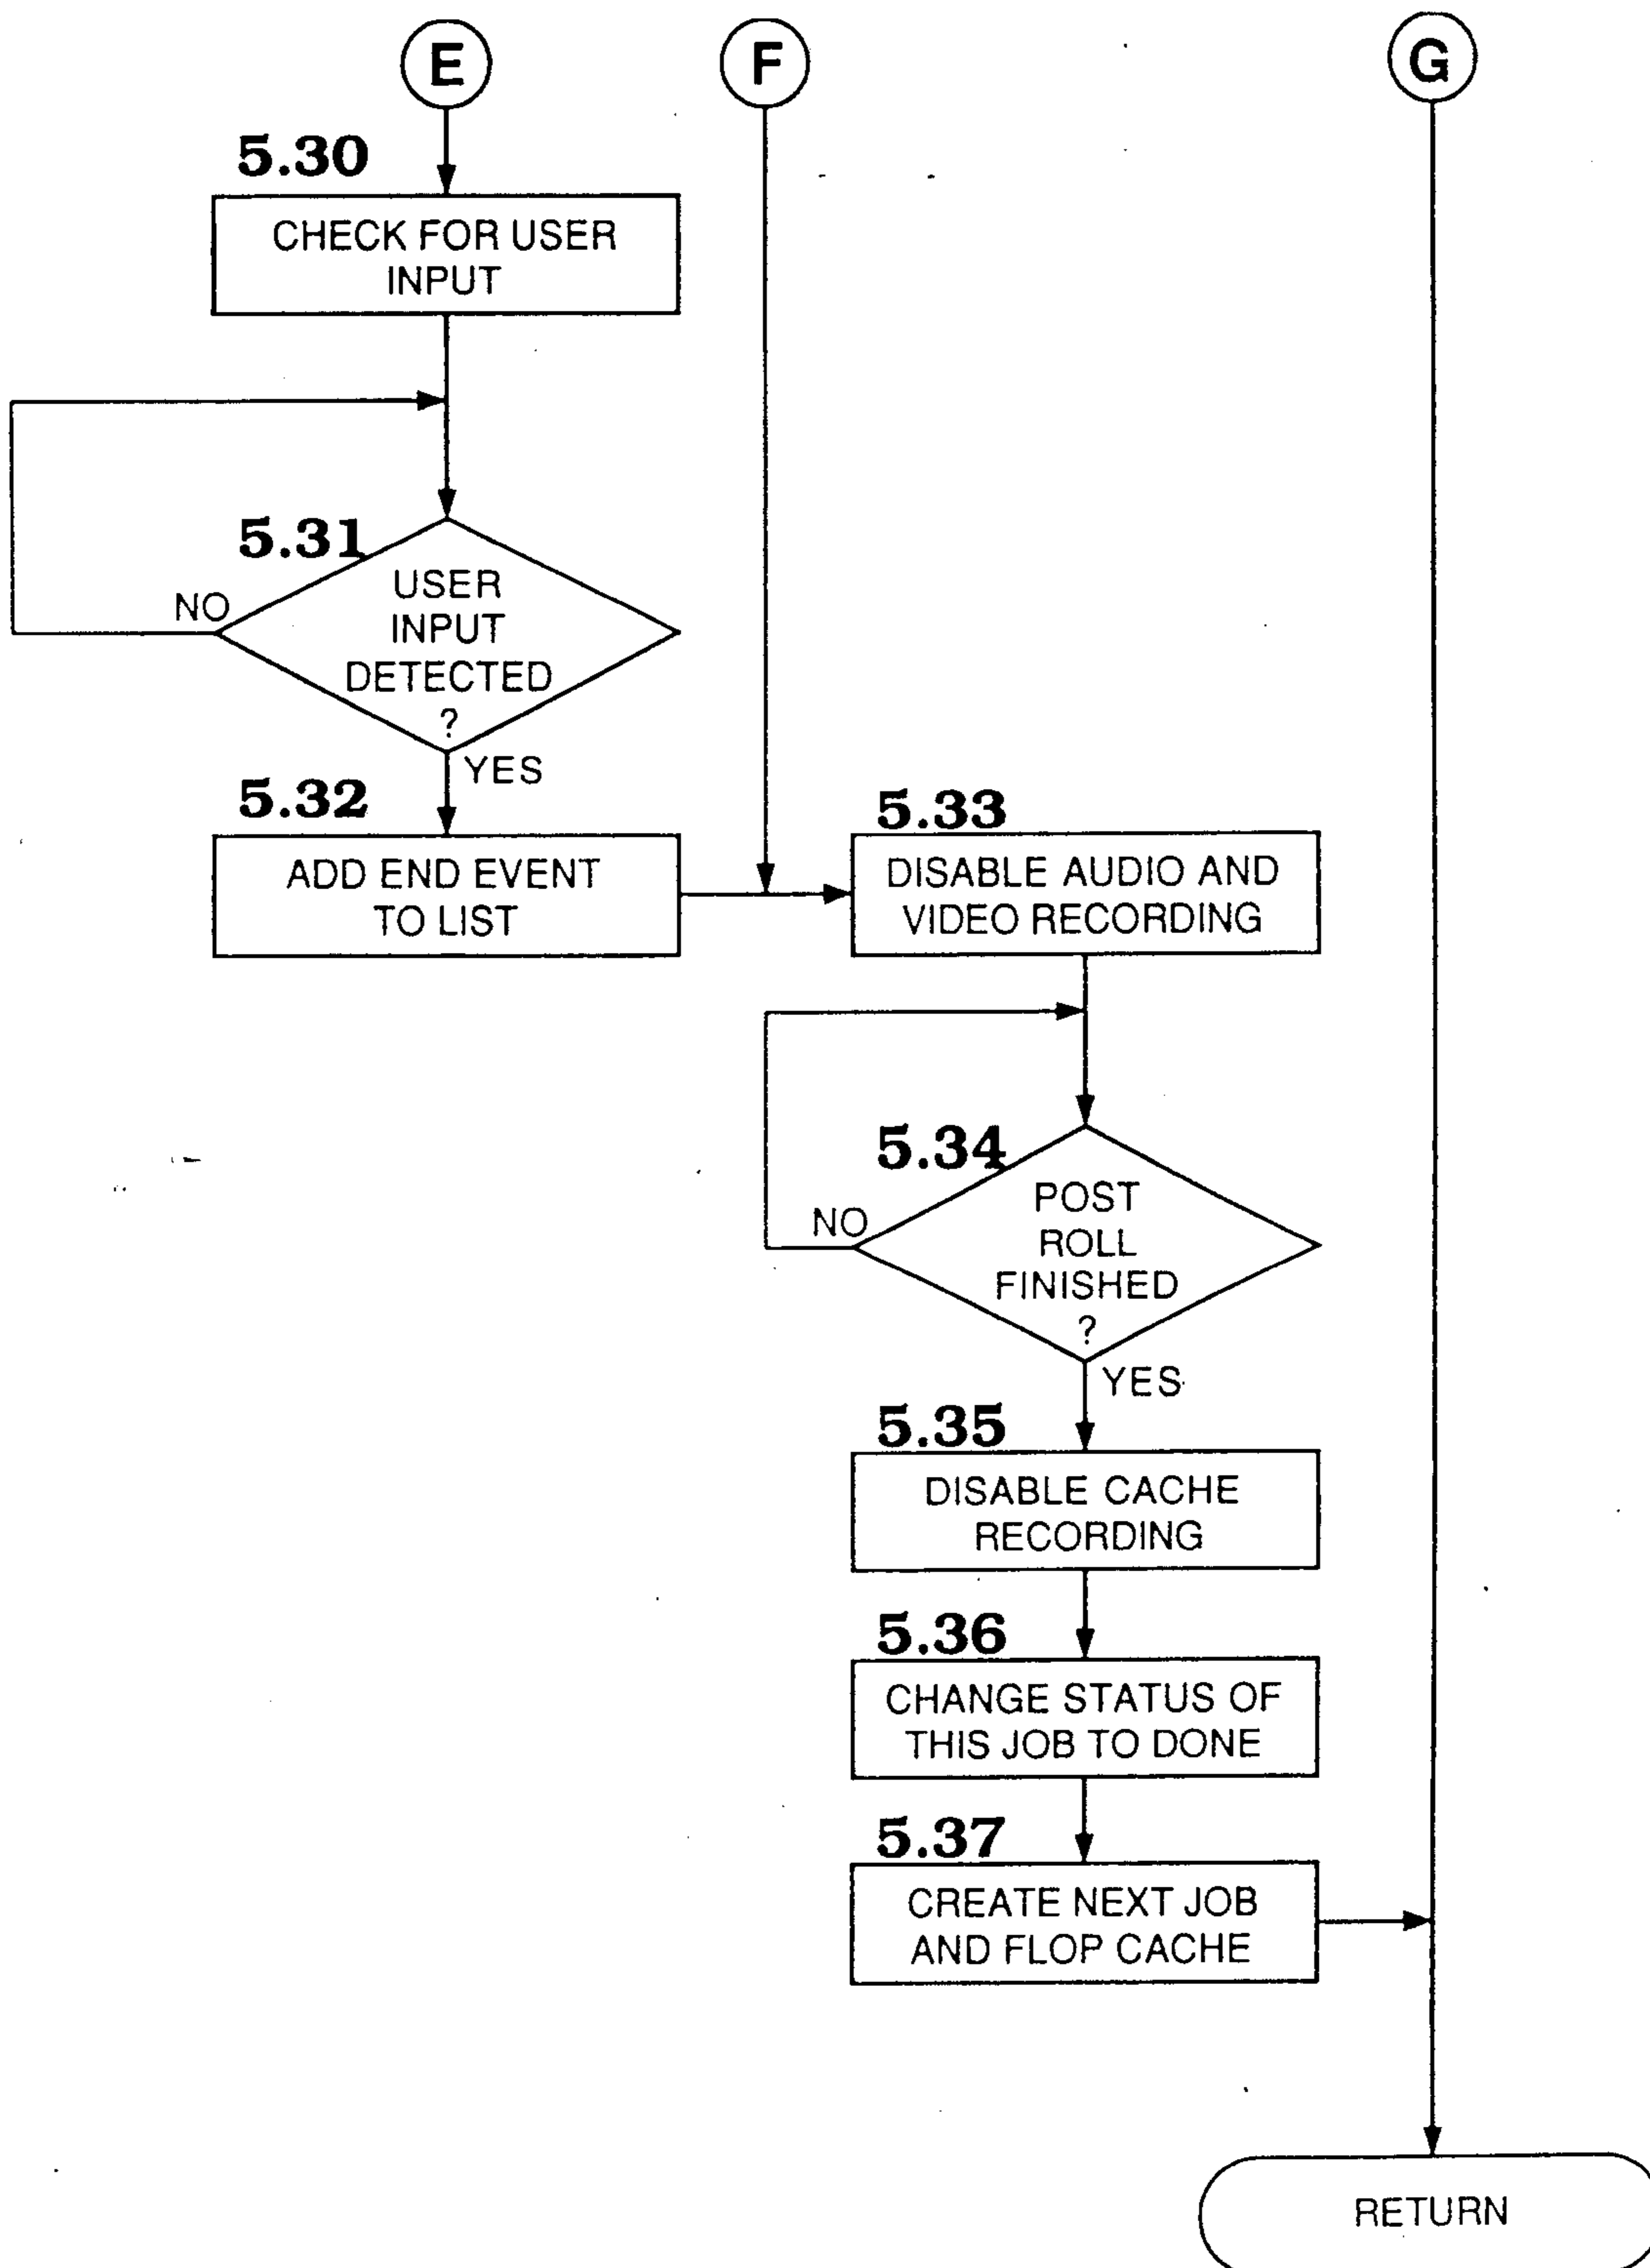 E
F
G
5.30
CHECK FOR USER
INPUT
5.31
NO
USER
INPUT
DETECTED
?
YES
5.32
ADD END EVENT
TO LIST
5.33
DISABLE AUDIO AND
VIDEO RECORDING
5.34
NO
POST
ROLL
FINISHED
?
YES
5.35
DISABLE CACHE
RECORDING
5.36
CHANGE STATUS OF
THIS JOB TO DONE
5.37
CREATE NEXT JOB
AND FLOP CACHE
RETURN